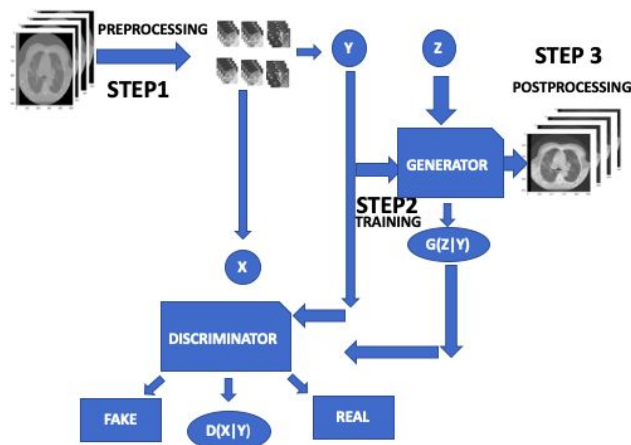 PREPROCESSING
STEP1
Y
Z
STEP 3
POSTPROCESSING
GENERATOR
STEP2
TRAINING
G(Z|Y)
X
DISCRIMINATOR
FAKE
D(X|Y)
REAL